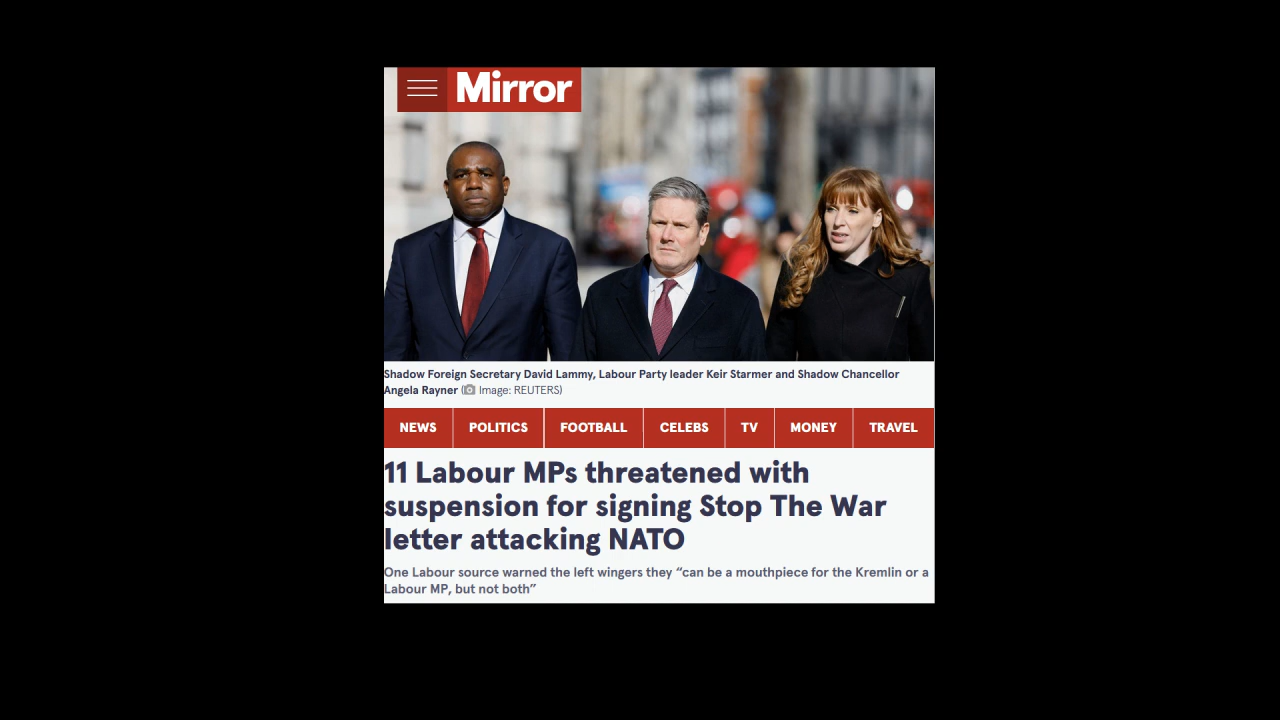 Mirror
Shadow Foreign Secretary David Lammy, Labour Party leader Keir Starmer and Shadow Chancellor
Angela Rayner (Image: REUTERS)
NEWS POLITICS FOOTBALL CELEBS TV MONEY TRAVEL
11 Labour MPs threatened with
suspension for signing Stop The War
letter attacking NATO
One Labour source warned the left wingers they “can be a mouthpiece for the Kremlin or a
Labour MP, but not both”